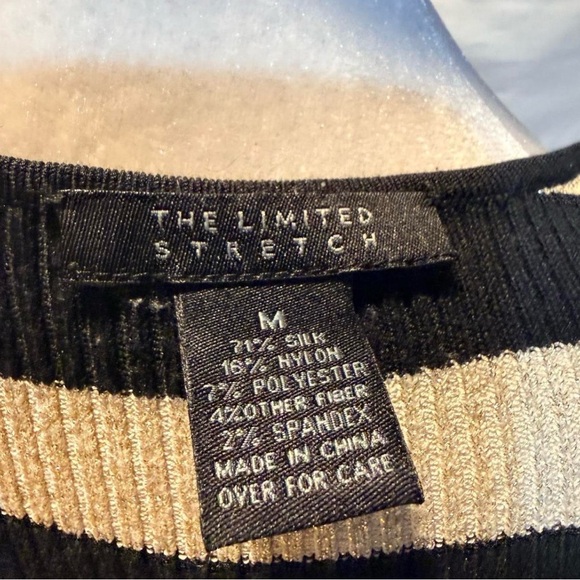 THE LIMITED
STRETCH
M
71% SILK
16% NYLON
7% POLYESTER
4% OTHER FIBER
2% SPANDEX
MADE IN CHINA
OVER FOR CARE